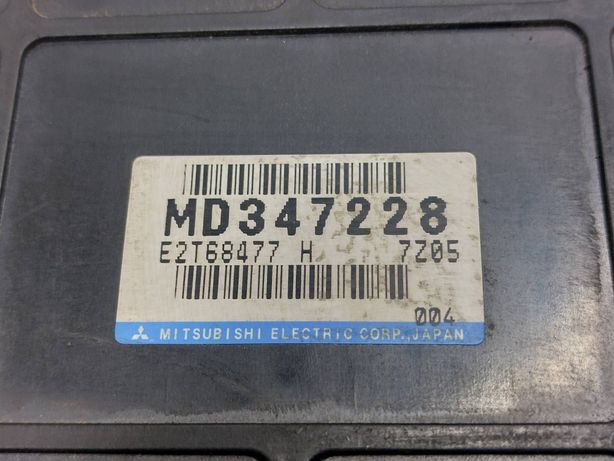 MD347228
E2T68477 H 7Z05
004
MITSUBISHI ELECTRIC CORP.,JAPAN